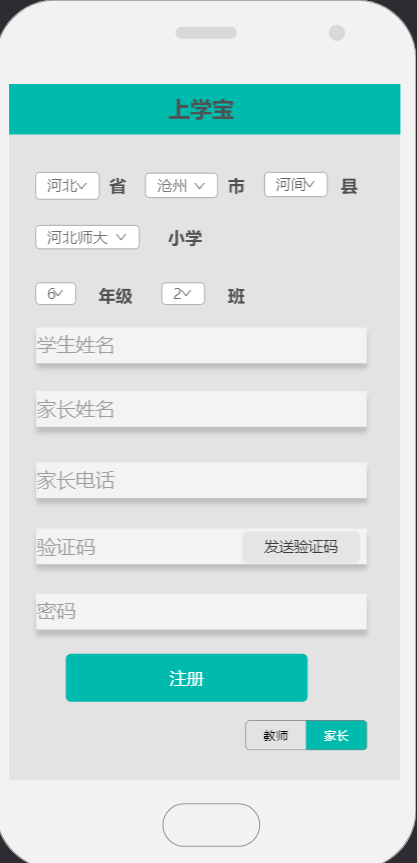 上学宝
河北 省 沧州 市 河间 县
河北师大 小学
6 年级 2 班
学生姓名
家长姓名
家长电话
验证码 发送验证码
密码
注册
教师 家长